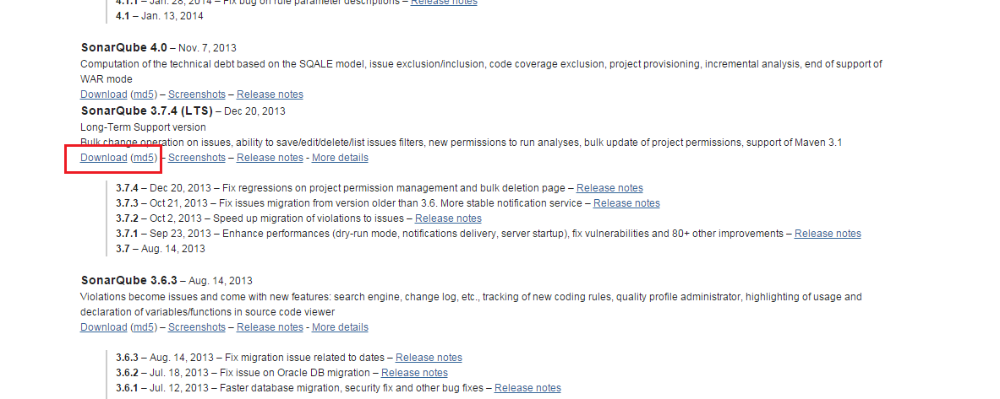 4.1.1 – Jan. 28, 2014 – Fix bug on rule parameter descriptions – Release notes
4.1 – Jan. 13, 2014
SonarQube 4.0 – Nov. 7, 2013
Computation of the technical debt based on the SQALE model, issue exclusion/inclusion, code coverage exclusion, project provisioning, incremental analysis, end of support of
WAR mode
Download (md5) – Screenshots – Release notes
SonarQube 3.7.4 (LTS) – Dec 20, 2013
Long-Term Support version
Bulk change operation on issues, ability to save/edit/delete/list issues filters, new permissions to run analyses, bulk update of project permissions, support of Maven 3.1
Download (md5) – Screenshots – Release notes - More details
3.7.4 – Dec 20, 2013 – Fix regressions on project permission management and bulk deletion page – Release notes
3.7.3 – Oct 21, 2013 – Fix issues migration from version older than 3.6. More stable notification service – Release notes
3.7.2 – Oct 2, 2013 – Speed up migration of violations to issues – Release notes
3.7.1 – Sep 23, 2013 – Enhance performances (dry-run mode, notifications delivery, server startup), fix vulnerabilities and 80+ other improvements – Release notes
3.7 – Aug. 14, 2013
SonarQube 3.6.3 – Aug. 14, 2013
Violations become issues and come with new features: search engine, change log, etc., tracking of new coding rules, quality profile administrator, highlighting of usage and
declaration of variables/functions in source code viewer
Download (md5) – Screenshots – Release notes - More details
3.6.3 – Aug. 14, 2013 – Fix migration issue related to dates – Release notes
3.6.2 – Jul. 18, 2013 – Fix issue on Oracle DB migration – Release notes
3.6.1 – Jul. 12, 2013 – Faster database migration, security fix and other bug fixes – Release notes